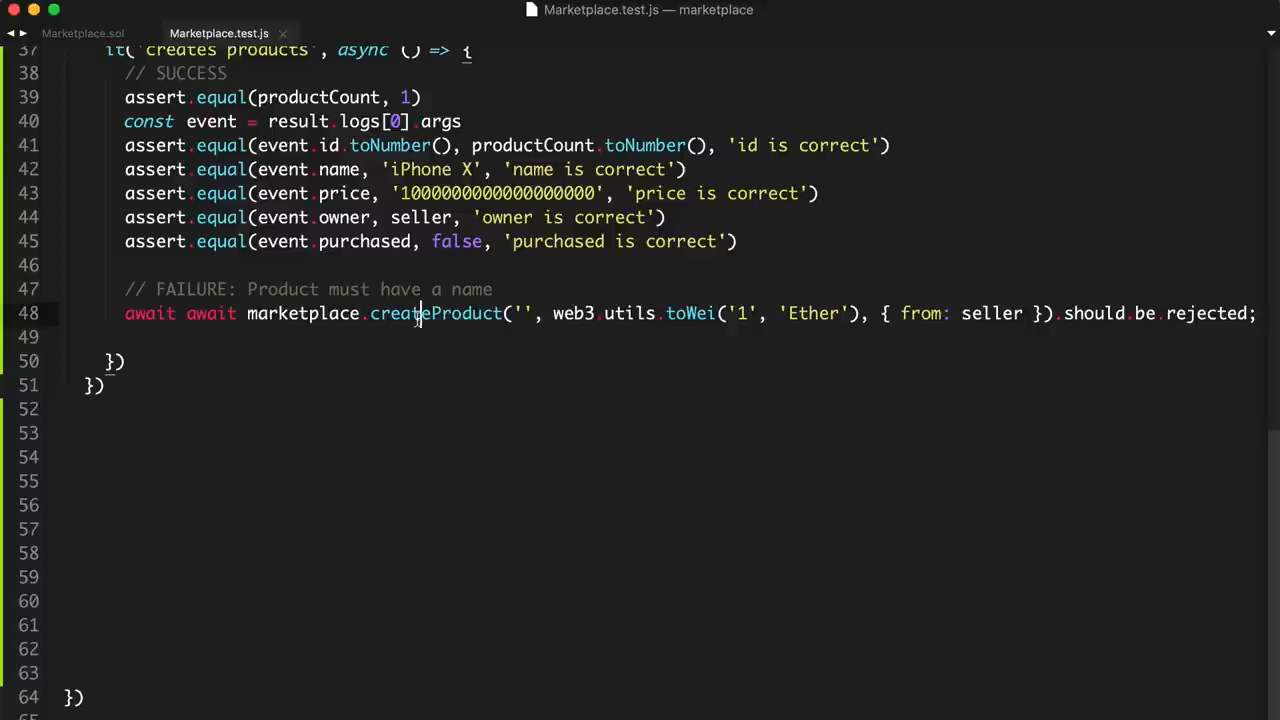 Marketplace.test.js — marketplace
Marketplace.sol Marketplace.test.js
37 it('creates products', async () => {
38 // SUCCESS
39 assert.equal(productCount, 1)
40 const event = result.logs[0].args
41 assert.equal(event.id.toNumber(), productCount.toNumber(), 'id is correct')
42 assert.equal(event.name, 'iPhone X', 'name is correct')
43 assert.equal(event.price, '1000000000000000000', 'price is correct')
44 assert.equal(event.owner, seller, 'owner is correct')
45 assert.equal(event.purchased, false, 'purchased is correct')
46
47 // FAILURE: Product must have a name
48 await await marketplace.createProduct('', web3.utils.toWei('1', 'Ether'), { from: seller }).should.be.rejected;
49
50 })
51 })
52
53
54
55
56
57
58
59
60
61
62
63
64 })
65